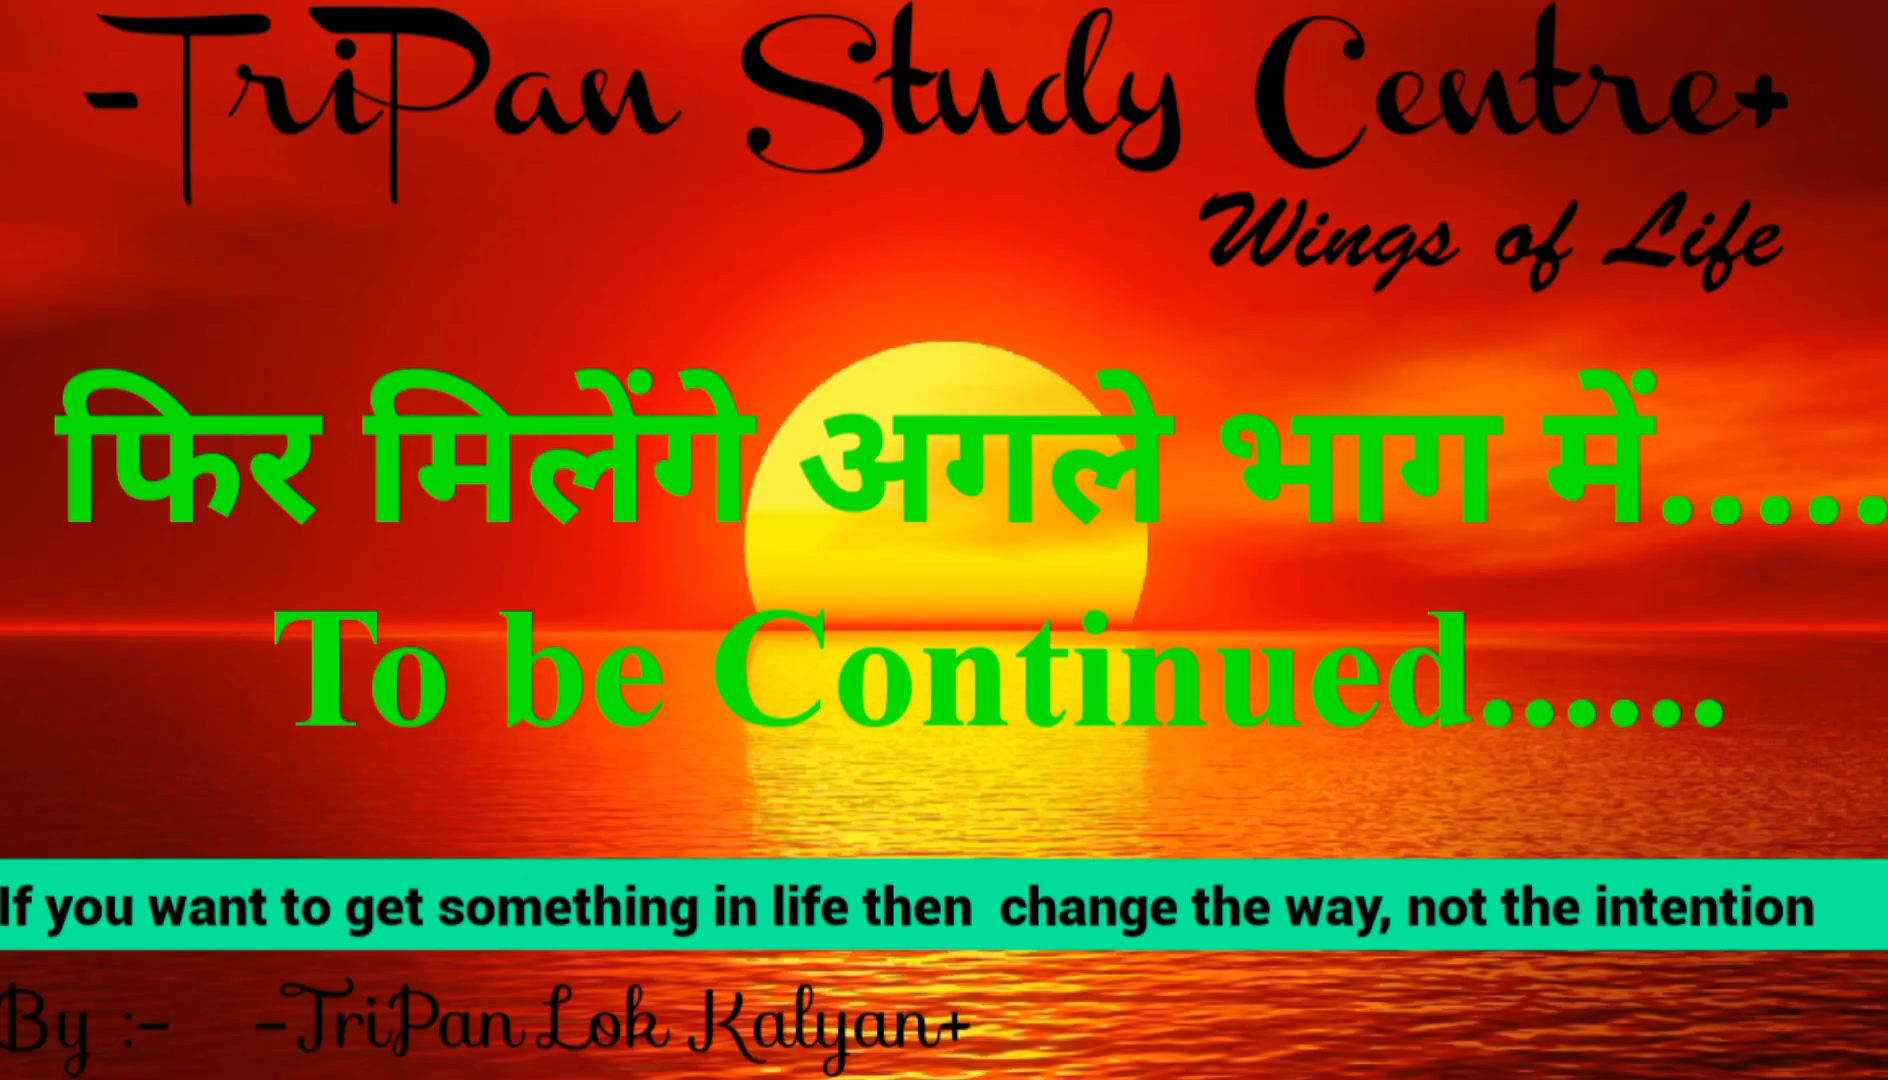 -TriPan Study Centre+
Wings of Life
फिर मिलेंगे अगले भाग में.....
To be Continued......
If you want to get something in life then  change the way, not the intention
By :-    -TriPan Lok Kalyan+